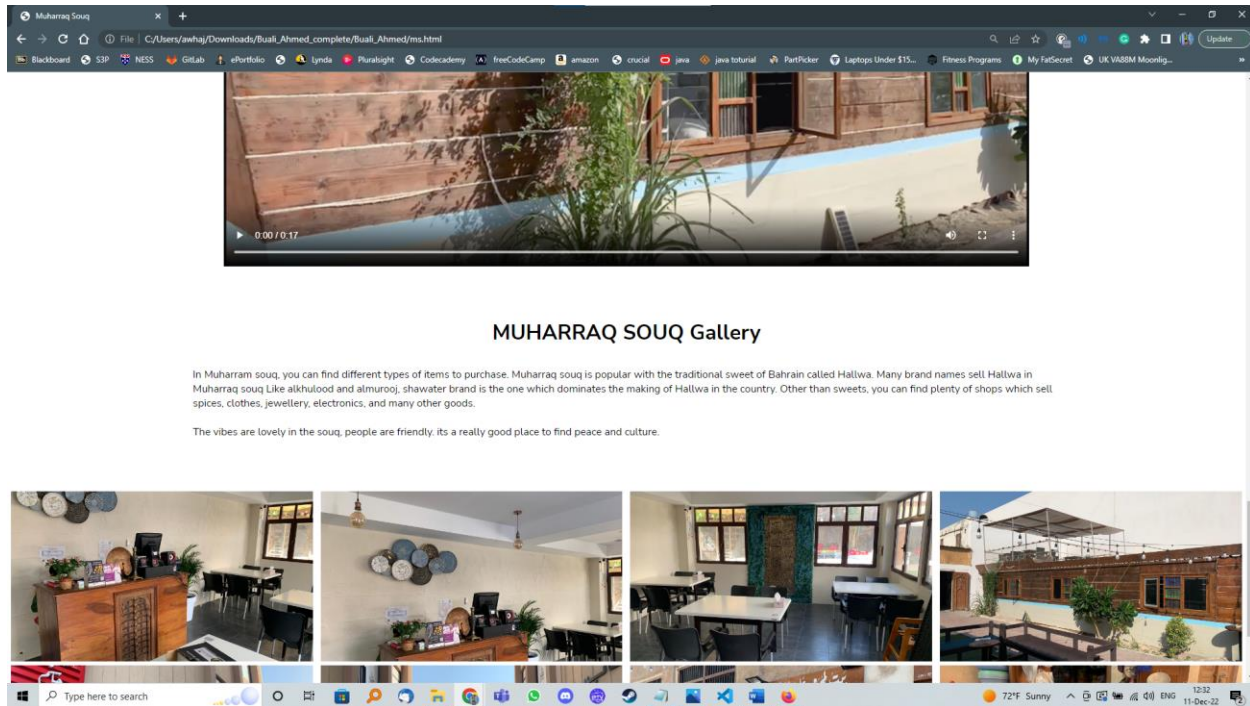 Muharraq Souq
File | C:/Users/awhaj/Downloads/Buali_Ahmed_complete/Buali_Ahmed/ms.html
Update
Blackboard S3P NESS GitLab ePortfolio Lynda Pluralsight Codecademy freeCodeCamp amazon crucial java java toturial PartPicker Laptops Under $15... Fitness Programs My FatSecret UK VA88M Moonlig...
0:00 / 0:17
MUHARRAQ SOUQ Gallery
In Muharram souq, you can find different types of items to purchase. Muharraq souq is popular with the traditional sweet of Bahrain called Hallwa. Many brand names sell Hallwa in
Muharraq souq Like alkhulood and almurooj, shawater brand is the one which dominates the making of Hallwa in the country. Other than sweets, you can find plenty of shops which sell
spices, clothes, jewellery, electronics, and many other goods.
The vibes are lovely in the souq, people are friendly. its a really good place to find peace and culture.
Type here to search
72°F Sunny
ENG
12:32
11-Dec-22